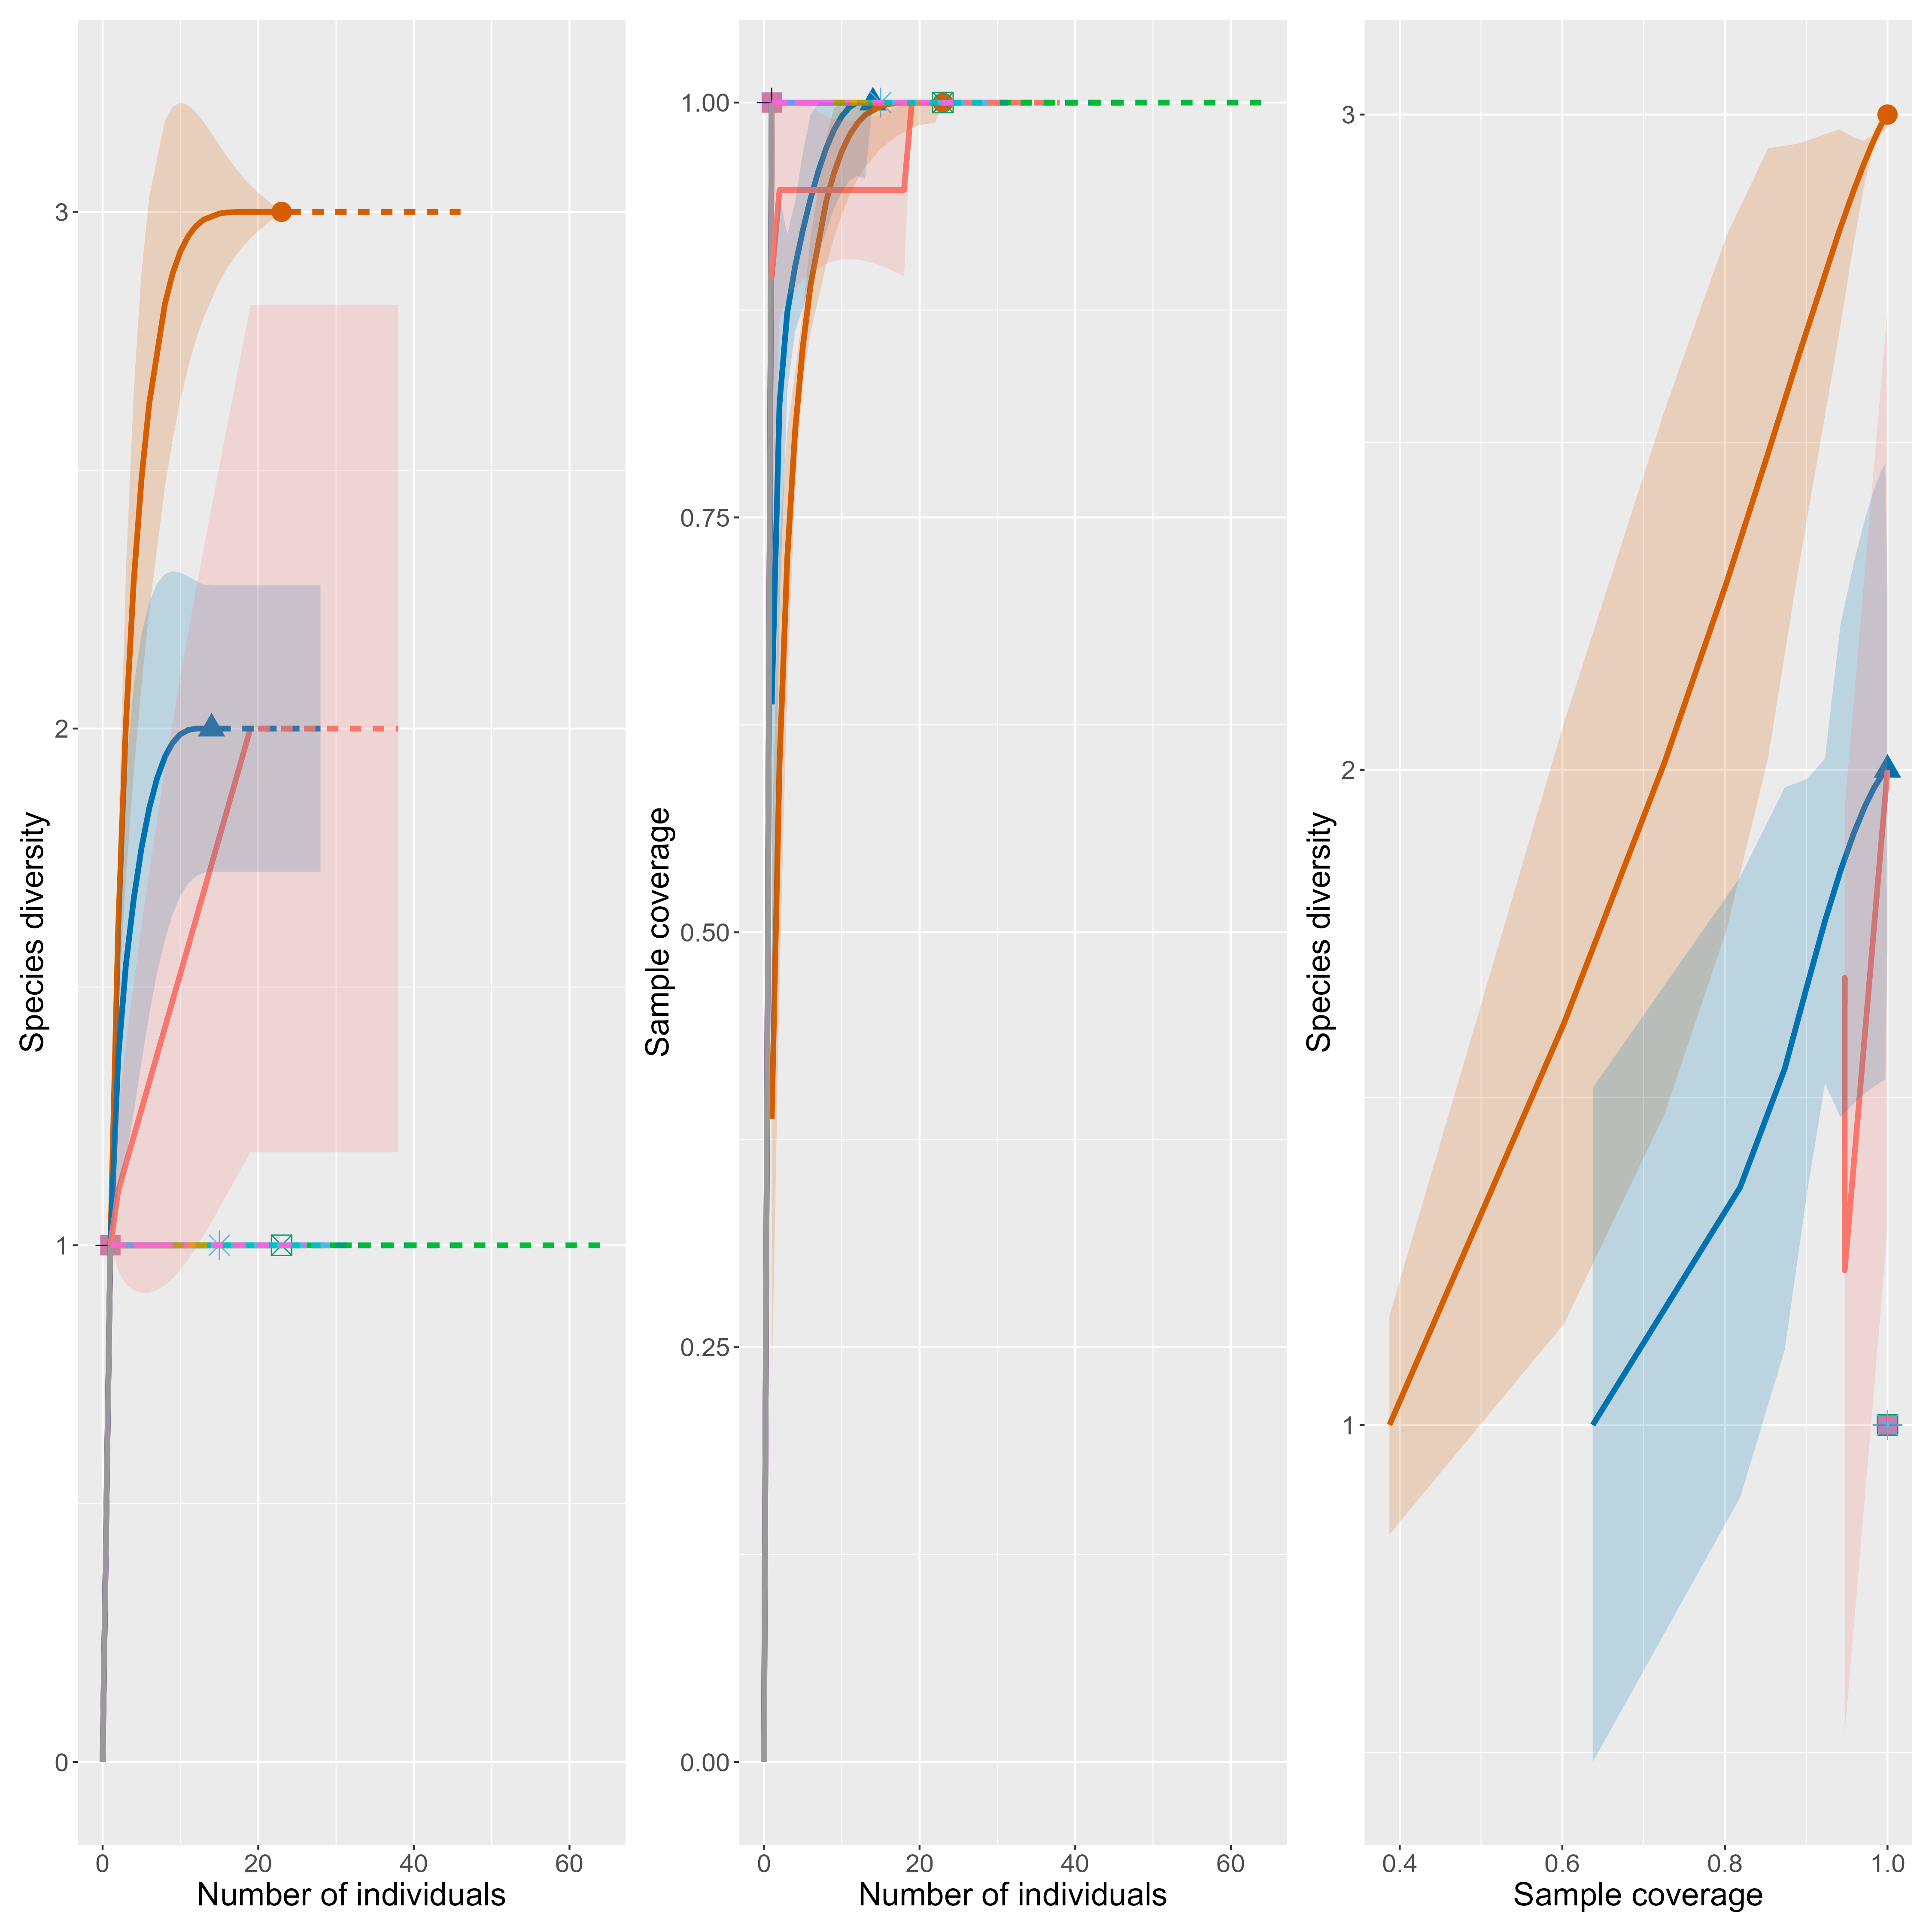 Species diversity
3
2
1
0
0 20 40 60
Number of individuals
Sample coverage
1.00
0.75
0.50
0.25
0.00
0 20 40 60
Number of individuals
Species diversity
3
2
1
0.4 0.6 0.8 1.0
Sample coverage